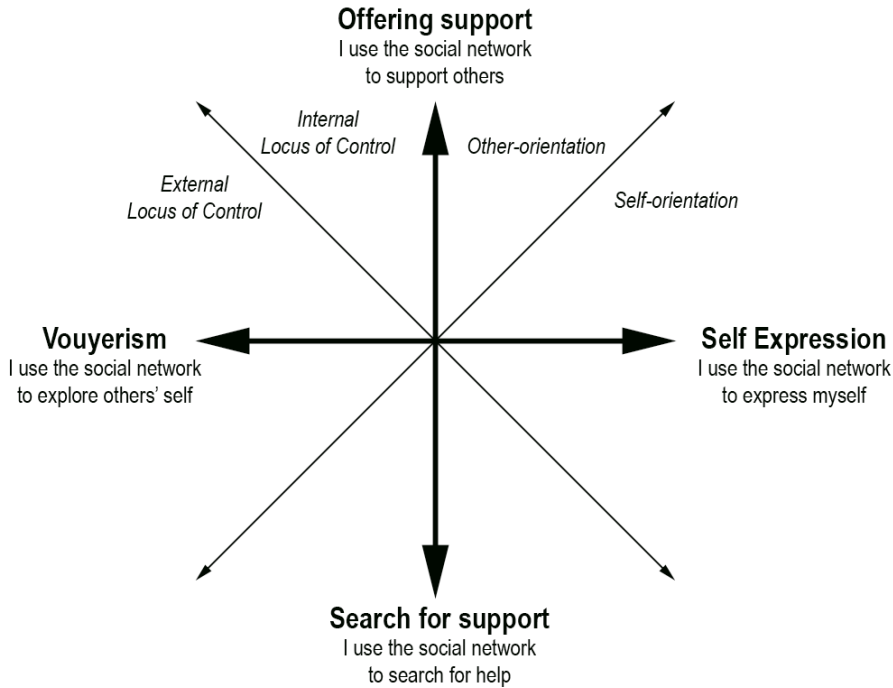 Offering support
I use the social network
to support others
Internal
Locus of Control
Other-orientation
External
Locus of Control
Self-orientation
Vouyerism
I use the social network
to explore others' self
Self Expression
I use the social network
to express myself
Search for support
I use the social network
to search for help